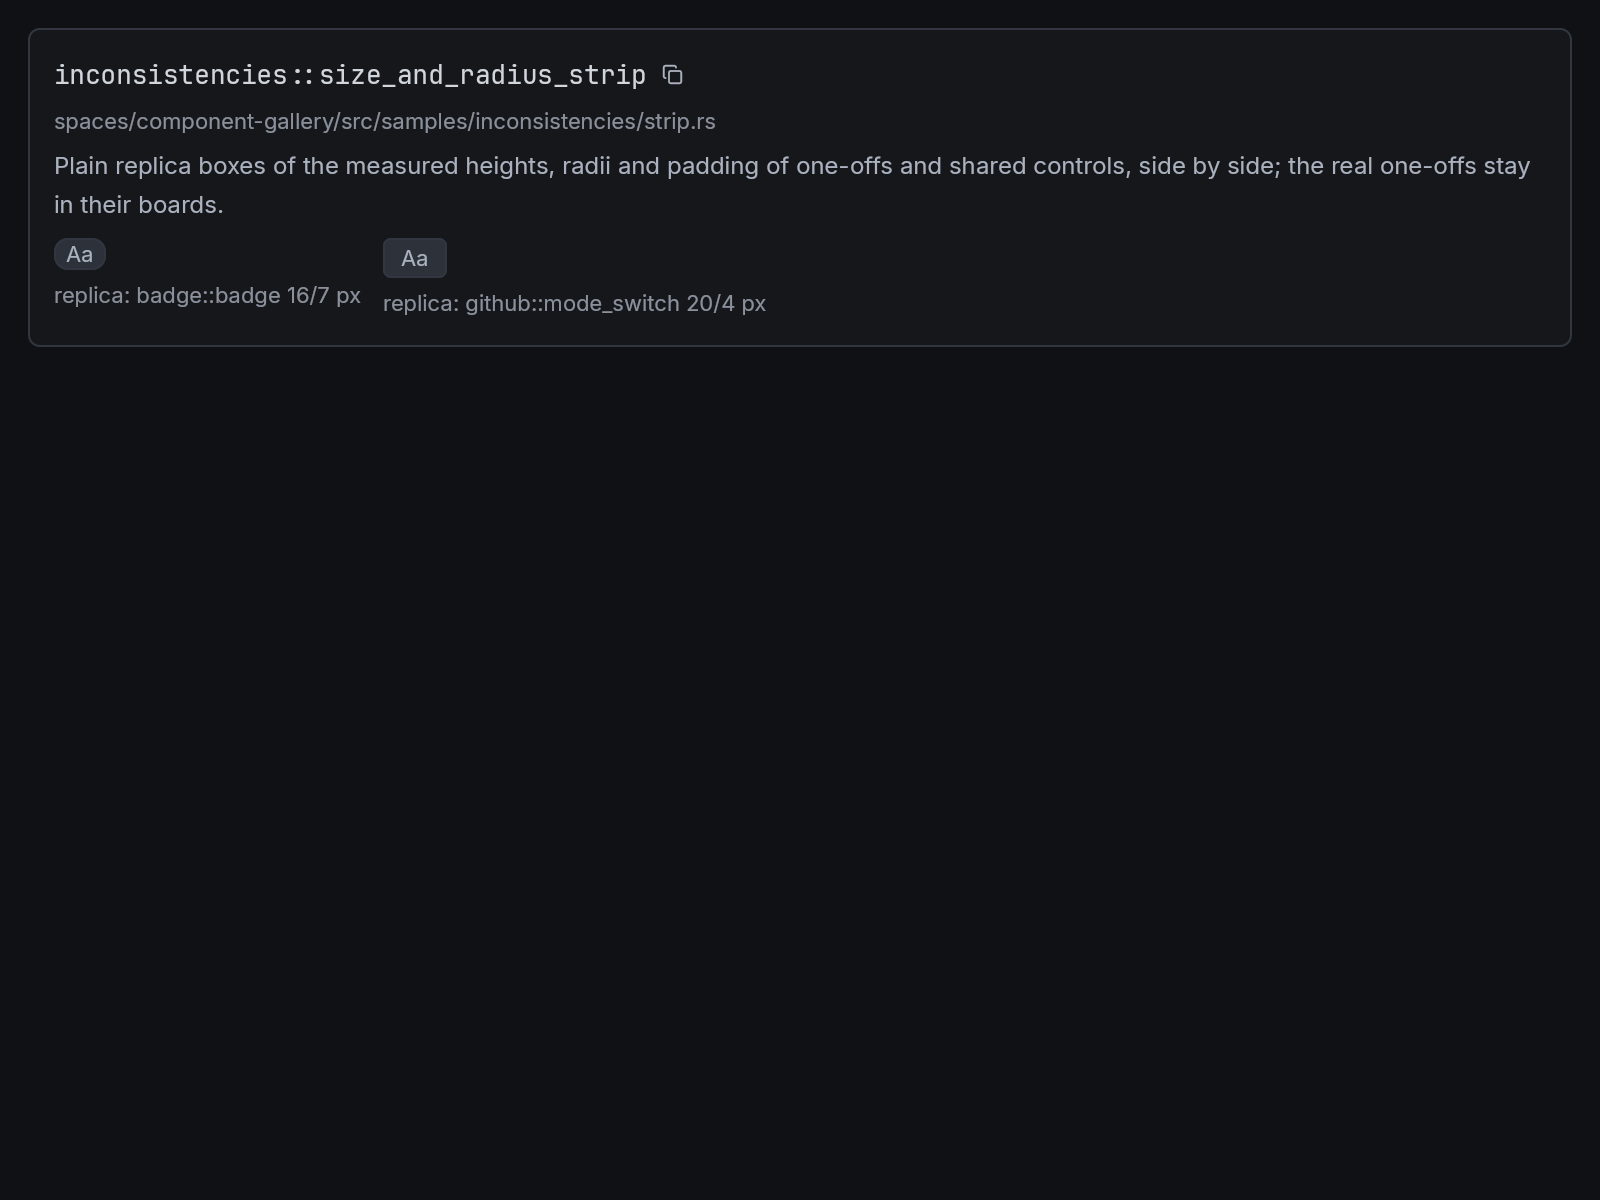 inconsistencies::size_and_radius_strip
spaces/component-gallery/src/samples/inconsistencies/strip.rs
Plain replica boxes of the measured heights, radii and padding of one-offs and shared controls, side by side; the real one-offs stay
in their boards.
Aa
replica: badge::badge 16/7 px
Aa
replica: github::mode_switch 20/4 px